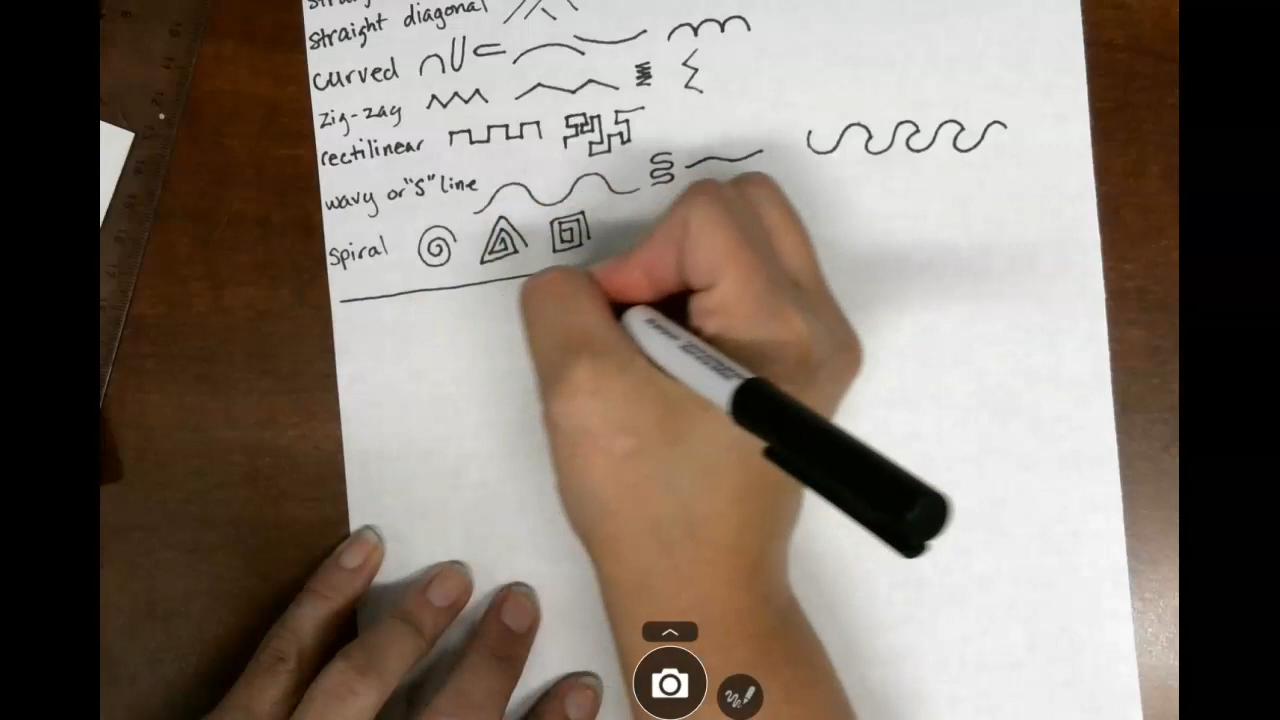 straight diagonal
curved
zig-zag
rectilinear
wavy or "S" line
spiral